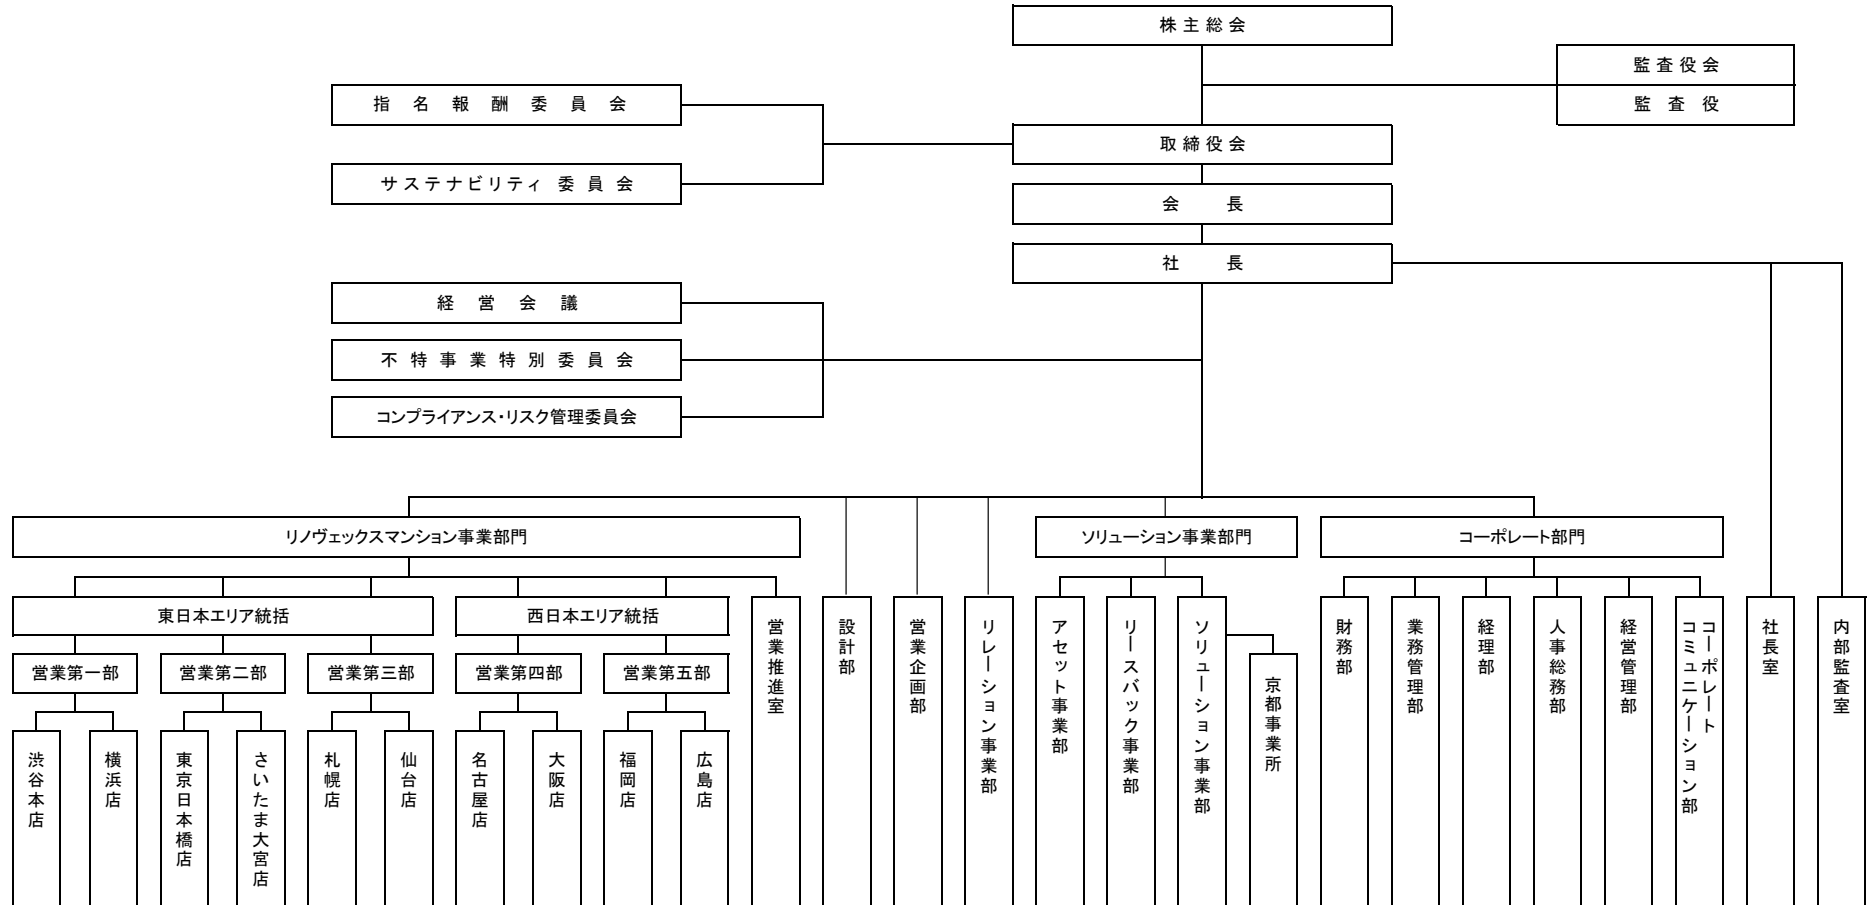 株主総会
監査役会
監査役
指名報酬委員会
取締役会
サステナビリティ委員会
会長
社長
経営会議
不特事業特別委員会
コンプライアンス・リスク管理委員会
リノヴェックスマンション事業部門
ソリューション事業部門
コーポレート部門
東日本エリア統括
西日本エリア統括
営業第一部
営業第二部
営業第三部
営業第四部
営業第五部
渋谷本店
横浜店
東京日本橋店
さいたま大宮店
札幌店
仙台店
名古屋店
大阪店
福岡店
広島店
営業推進室
設計部
営業企画部
リレーション事業部
アセット事業部
リースバック事業部
ソリューション事業部
京都事業所
財務部
業務管理部
経理部
人事総務部
経営管理部
コーポレート
コミュニケーション部
社長室
内部監査室